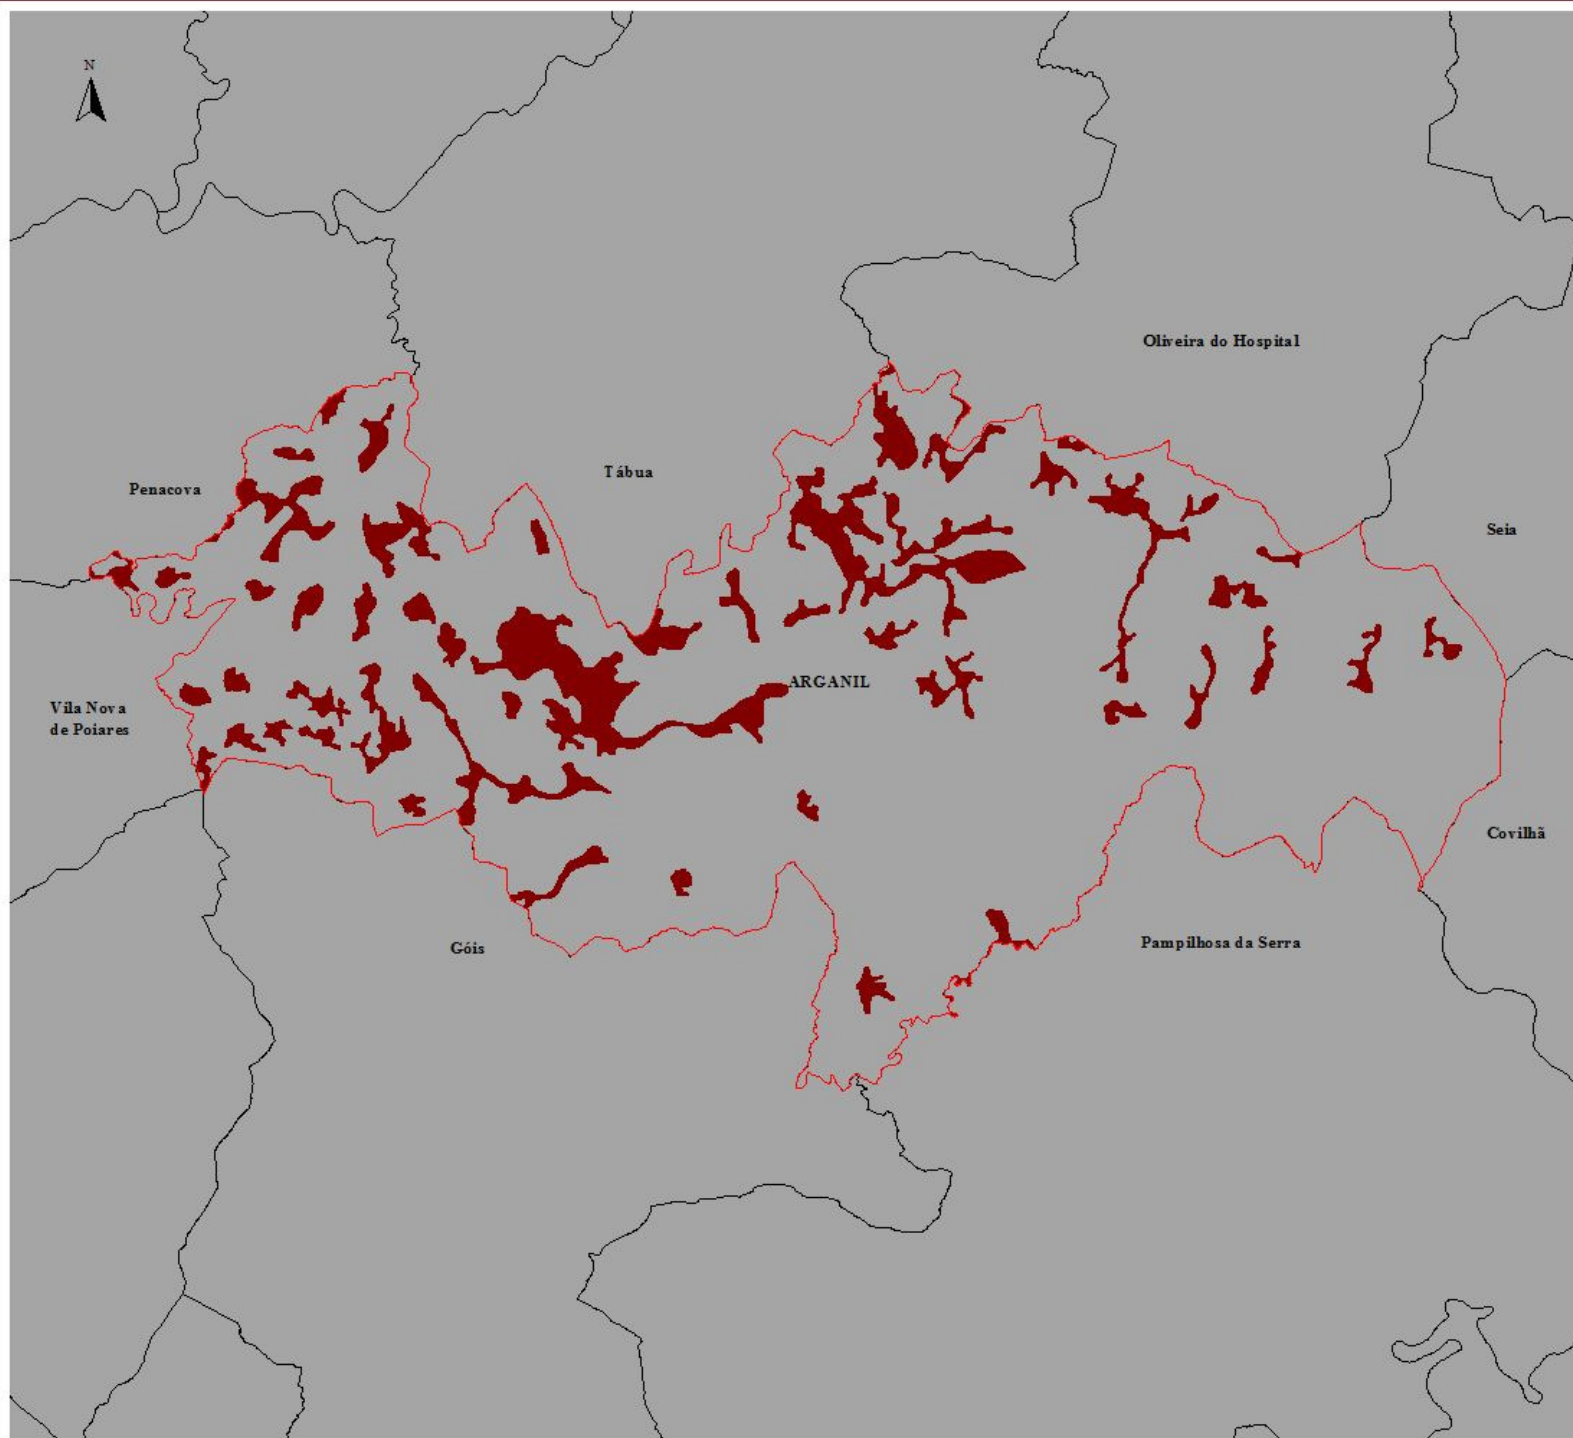 N
Oliveira do Hospital
Tábua
Penacova
Seia
ARGANIL
Vila Nova
de Poiares
Covilhã
Góis
Pampilhosa da Serra